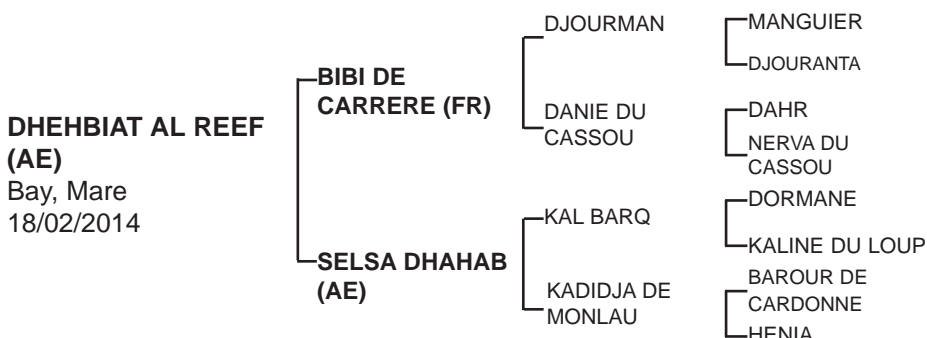 DHEHBIAT AL REEF
(AE)
Bay, Mare
18/02/2014
BIBI DE
CARRERE (FR)
SELSA DHAHAB
(AE)
DJOURMAN
DANIE DU
CASSOU
KAL BARQ
KADIDJA DE
MONLAU
MANGUIER
DJOURANTA
DAHR
NERVA DU
CASSOU
DORMANE
KALINE DU LOUP
BAROUR DE
CARDONNE
HENIA